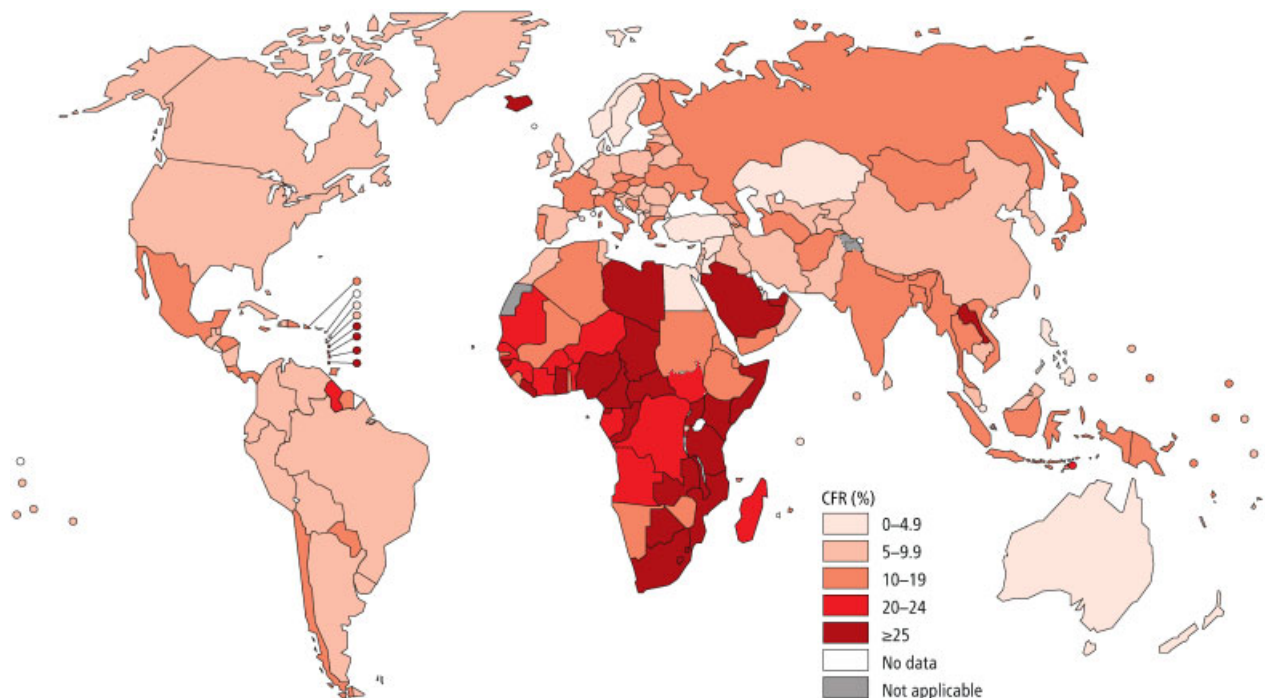 CFR (%)
0–4.9
5–9.9
10–19
20–24
≥25
No data
Not applicable